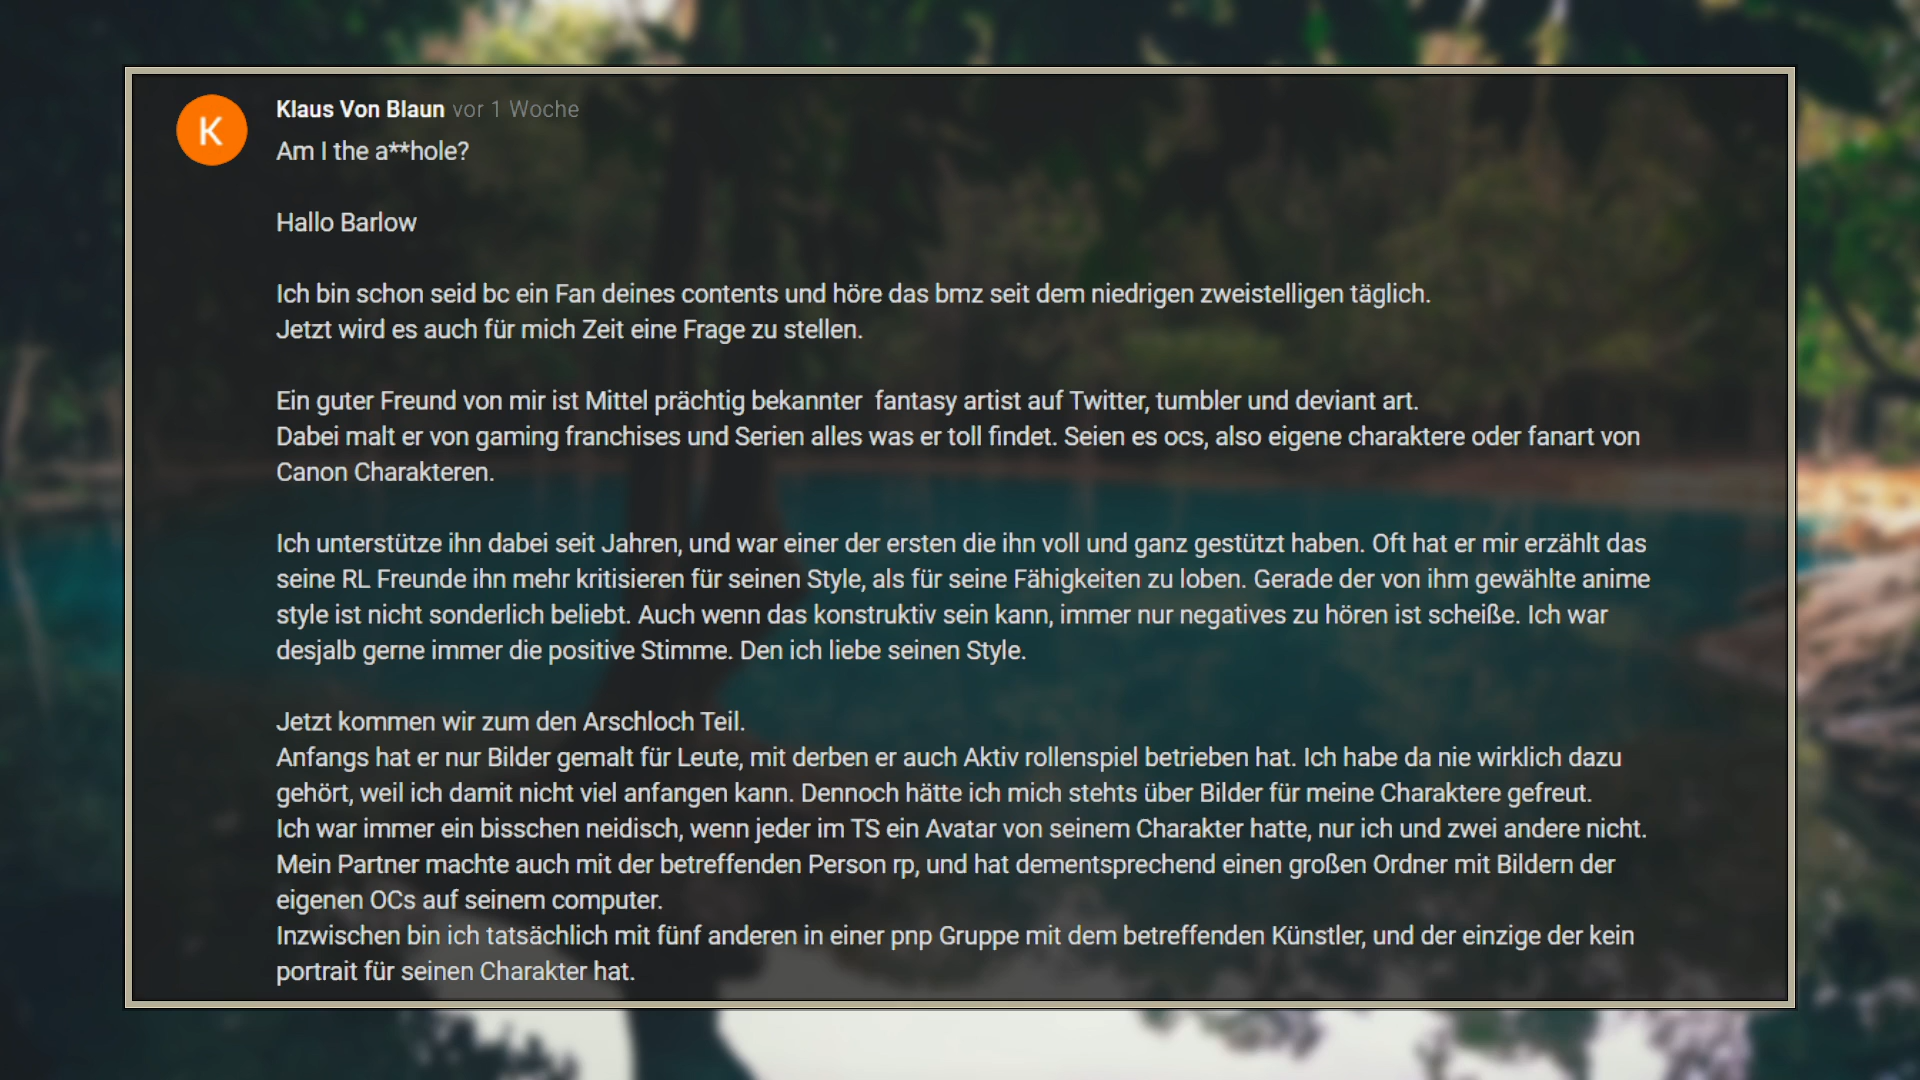 K
Klaus Von Blaun vor 1 Woche
Am I the a**hole?
Hallo Barlow
Ich bin schon seid bc ein Fan deines contents und höre das bmz seit dem niedrigen zweistelligen täglich.
Jetzt wird es auch für mich Zeit eine Frage zu stellen.
Ein guter Freund von mir ist Mittel prächtig bekannter  fantasy artist auf Twitter, tumbler und deviant art.
Dabei malt er von gaming franchises und Serien alles was er toll findet. Seien es ocs, also eigene charaktere oder fanart von
Canon Charakteren.
Ich unterstütze ihn dabei seit Jahren, und war einer der ersten die ihn voll und ganz gestützt haben. Oft hat er mir erzählt das
seine RL Freunde ihn mehr kritisieren für seinen Style, als für seine Fähigkeiten zu loben. Gerade der von ihm gewählte anime
style ist nicht sonderlich beliebt. Auch wenn das konstruktiv sein kann, immer nur negatives zu hören ist scheiße. Ich war
desjalb gerne immer die positive Stimme. Den ich liebe seinen Style.
Jetzt kommen wir zum den Arschloch Teil.
Anfangs hat er nur Bilder gemalt für Leute, mit derben er auch Aktiv rollenspiel betrieben hat. Ich habe da nie wirklich dazu
gehört, weil ich damit nicht viel anfangen kann. Dennoch hätte ich mich stehts über Bilder für meine Charaktere gefreut.
Ich war immer ein bisschen neidisch, wenn jeder im TS ein Avatar von seinem Charakter hatte, nur ich und zwei andere nicht.
Mein Partner machte auch mit der betreffenden Person rp, und hat dementsprechend einen großen Ordner mit Bildern der
eigenen OCs auf seinem computer.
Inzwischen bin ich tatsächlich mit fünf anderen in einer pnp Gruppe mit dem betreffenden Künstler, und der einzige der kein
portrait für seinen Charakter hat.